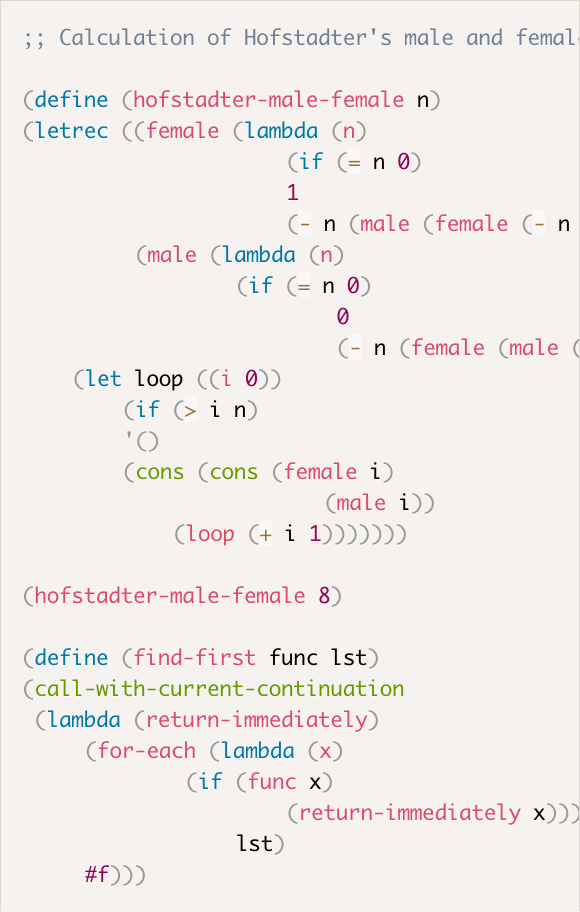 ;; Calculation of Hofstadter's male and
(define (hofstadter-male-female n)
(letrec ((female (lambda (n)
(if (= n 0)
1
(- n (male (female (- n
(male (lambda (n)
(if (= n 0)
0
(- n (female (male (
(let loop ((i 0))
(if (> i n)
'()
(cons (cons (female i)
(male i))
(loop (+ i 1)))))))
(hofstadter-male-female 8)
(define (find-first func lst)
(call-with-current-continuation
(lambda (return-immediately)
(for-each (lambda (x)
(if (func x)
(return-immediately x)))
lst)
#f)))